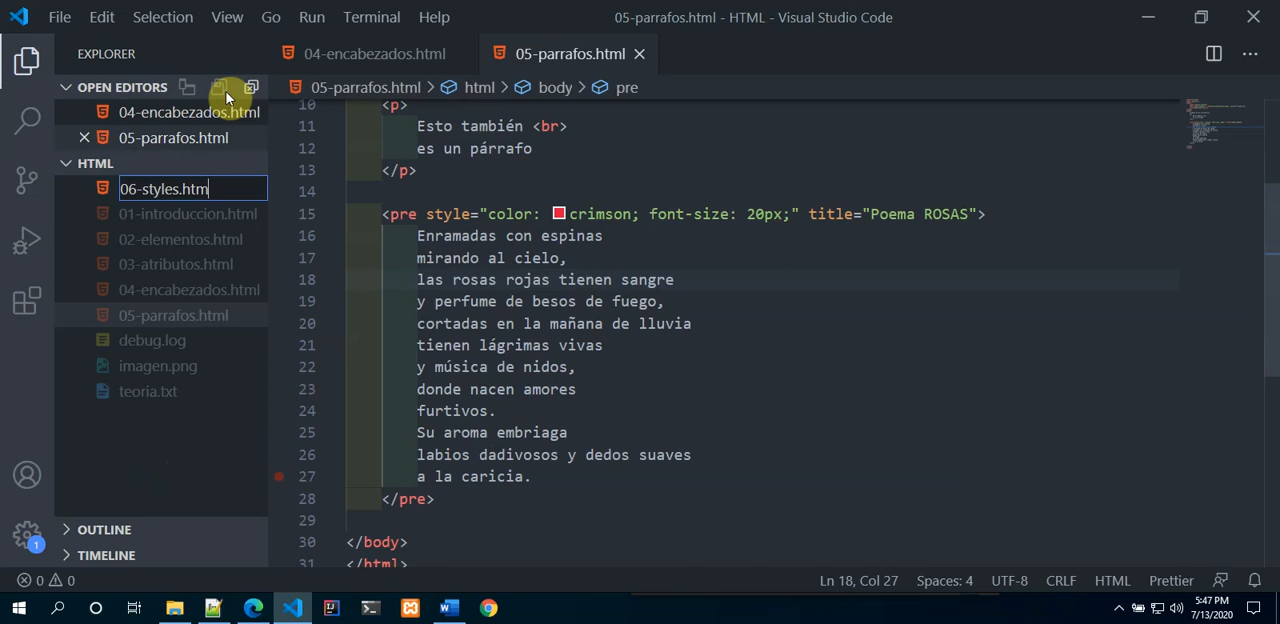 File Edit Selection View Go Run Terminal Help 05-parrafos.html - HTML - Visual Studio Code
EXPLORER
04-encabezados.html 05-parrafos.html
OPEN EDITORS
05-parrafos.html html body pre
04-encabezados.html
05-parrafos.html
HTML
06-styles.htm
01-introduccion.html
02-elementos.html
03-atributos.html
04-encabezados.html
05-parrafos.html
debug.log
imagen.png
teoria.txt
OUTLINE
TIMELINE
10 <p>
11 Esto también <br>
12 es un párrafo
13 </p>
14
15 <pre style="color: crimson; font-size: 20px;" title="Poema ROSAS">
16 Enramadas con espinas
17 mirando al cielo,
18 las rosas rojas tienen sangre
19 y perfume de besos de fuego,
20 cortadas en la mañana de lluvia
21 tienen lágrimas vivas
22 y música de nidos,
23 donde nacen amores
24 furtivos.
25 Su aroma embriaga
26 labios dadivosos y dedos suaves
27 a la caricia.
28 </pre>
29
30 </body>
31 </html>
1
0 0 Ln 18, Col 27 Spaces: 4 UTF-8 CRLF HTML Prettier
5:47 PM
7/13/2020